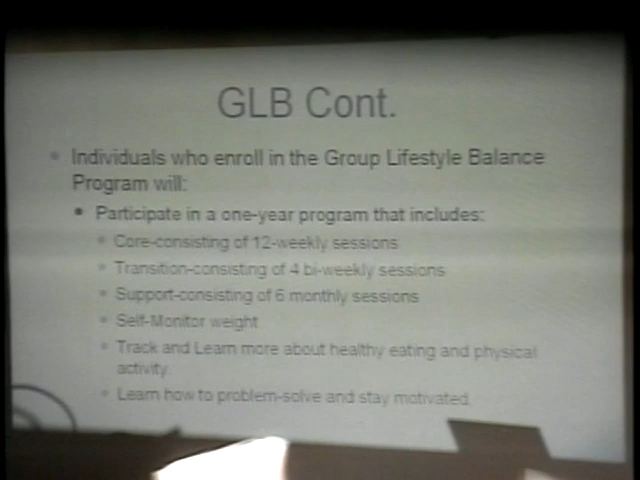 GLB Cont.
Individuals who enroll in the Group Lifestyle Balance
Program will:
Participate in a one-year program that includes:
Core-consisting of 12-weekly sessions
Transition-consisting of 4 bi-weekly sessions
Support-consisting of 6 monthly sessions
Self-Monitor weight
Track and Learn more about healthy eating and physical
activity.
Learn how to problem-solve and stay motivated.